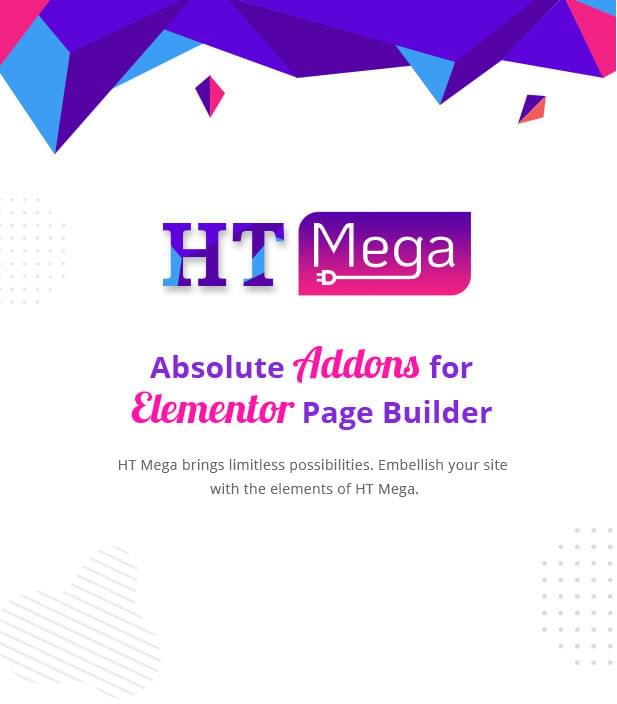 HT Mega
Absolute Addons for
Elementor Page Builder
HT Mega brings limitless possibilities. Embellish your site
with the elements of HT Mega.